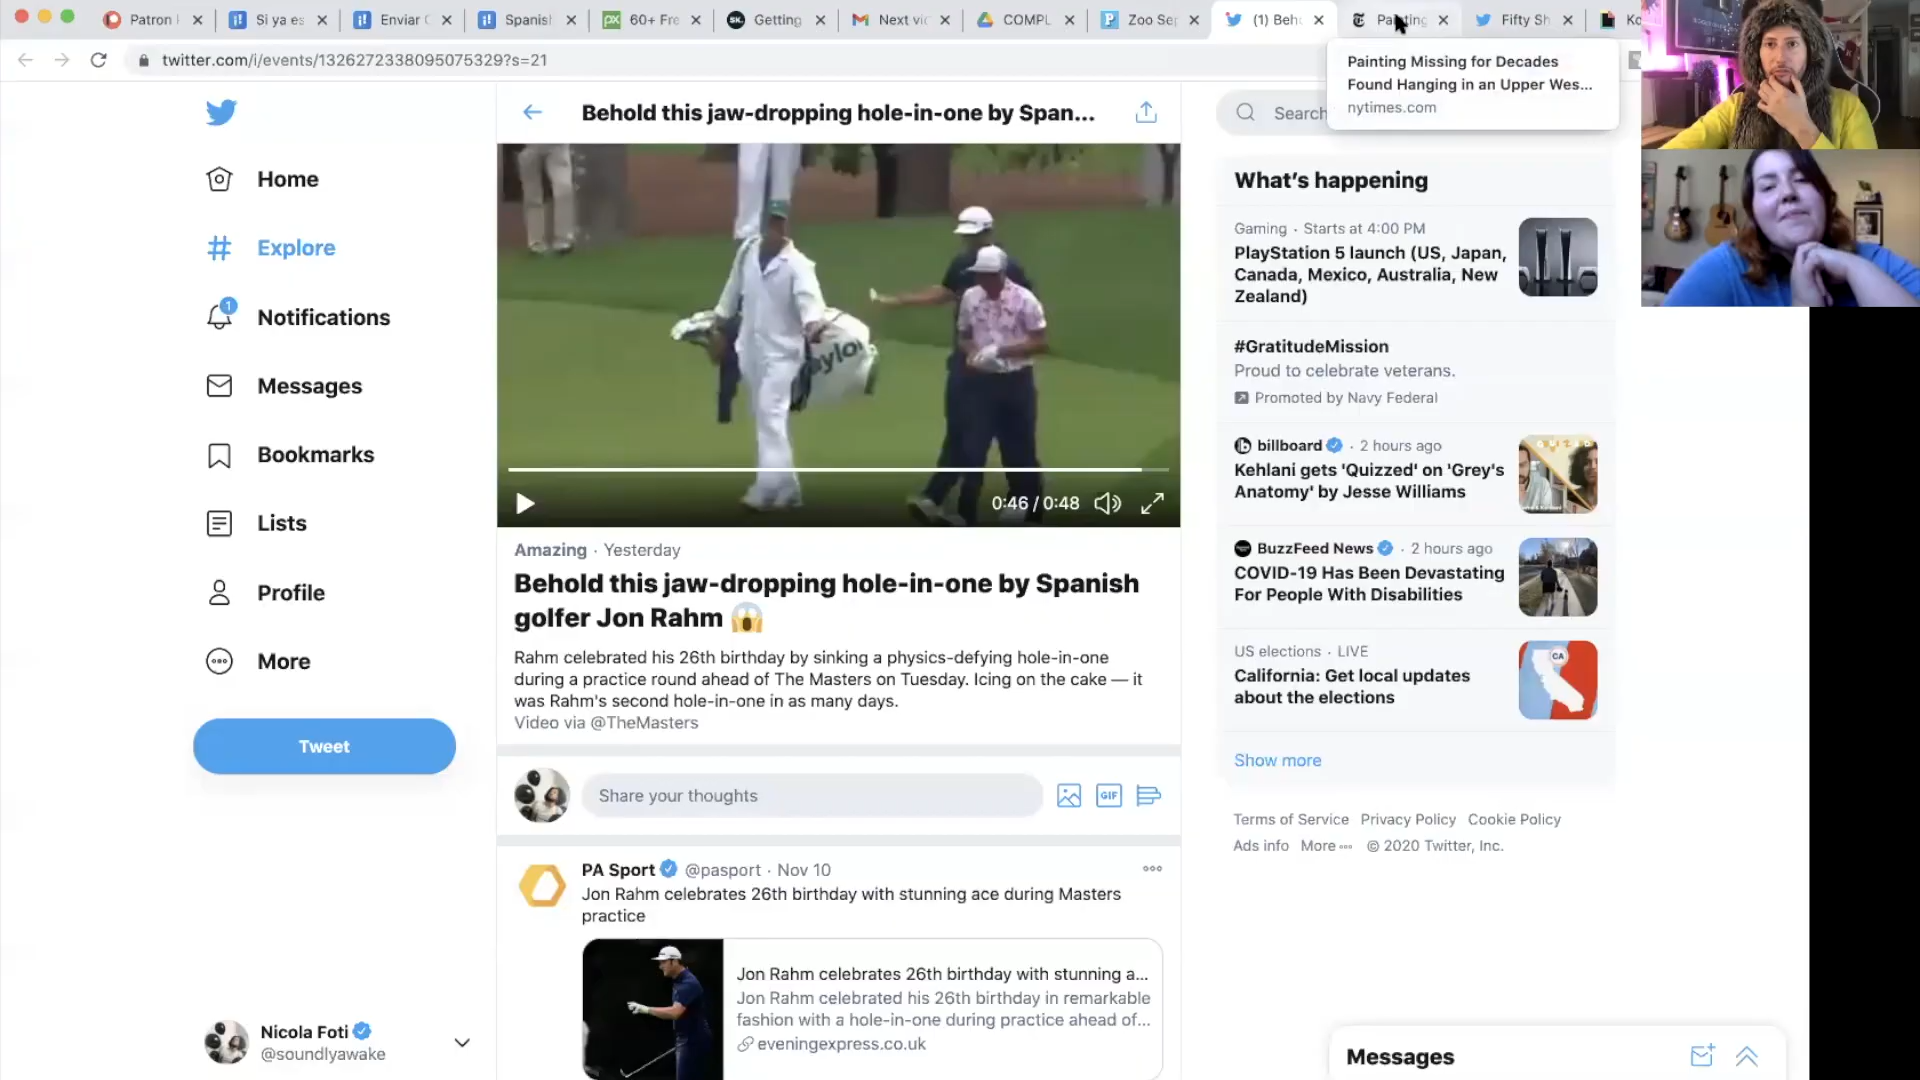 Patron
Si ya es
Enviar
Spanis
60+ Fre
Getting
Next vi
COMPL
Zoo Se
(1) Beh
Painting
Fifty Sh
twitter.com/i/events/1326272338095075329?s=21
Painting Missing for Decades
Found Hanging in an Upper Wes...
nytimes.com
Home
Explore
1
Notifications
Messages
Bookmarks
Lists
Profile
More
Tweet
Nicola Foti
@soundlyawake
Behold this jaw-dropping hole-in-one by Span...
0:46 / 0:48
Amazing · Yesterday
Behold this jaw-dropping hole-in-one by Spanish
golfer Jon Rahm 😱
Rahm celebrated his 26th birthday by sinking a physics-defying hole-in-one
during a practice round ahead of The Masters on Tuesday. Icing on the cake — it
was Rahm's second hole-in-one in as many days.
Video via @TheMasters
Share your thoughts
GIF
PA Sport @pasport · Nov 10
Jon Rahm celebrates 26th birthday with stunning ace during Masters
practice
Jon Rahm celebrates 26th birthday with stunning a...
Jon Rahm celebrated his 26th birthday in remarkable
fashion with a hole-in-one during practice ahead of...
eveningexpress.co.uk
Search
What's happening
Gaming · Starts at 4:00 PM
PlayStation 5 launch (US, Japan,
Canada, Mexico, Australia, New
Zealand)
#GratitudeMission
Proud to celebrate veterans.
Promoted by Navy Federal
billboard · 2 hours ago
Kehlani gets 'Quizzed' on 'Grey's
Anatomy' by Jesse Williams
BuzzFeed News · 2 hours ago
COVID-19 Has Been Devastating
For People With Disabilities
US elections · LIVE
California: Get local updates
about the elections
CA
Show more
Terms of Service Privacy Policy Cookie Policy
Ads info More © 2020 Twitter, Inc.
Messages